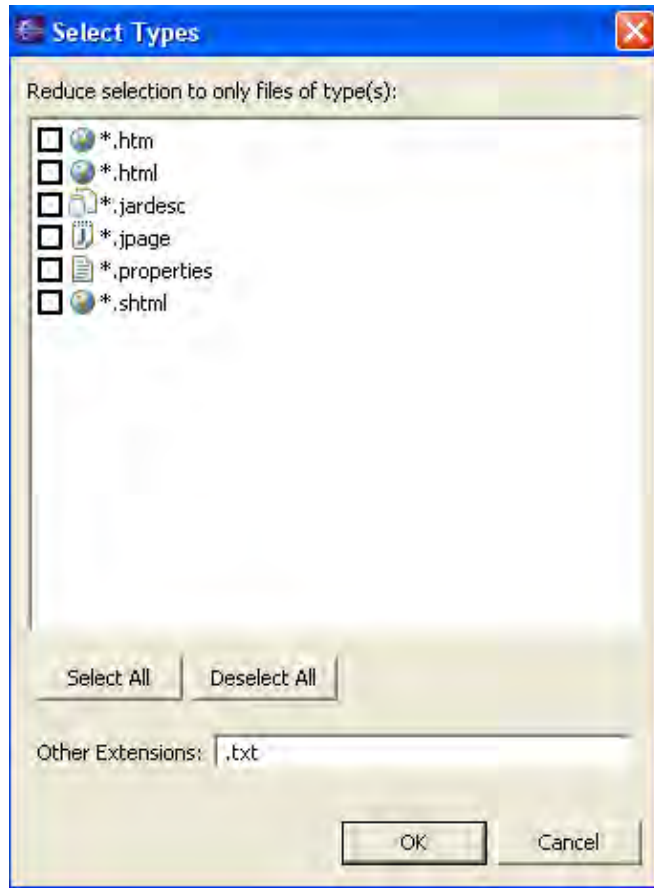 Select Types
Reduce selection to only files of type(s):
*.htm
*.html
*.jardesc
*.jpage
*.properties
*.shtml
Select All Deselect All
Other Extensions: .txt
OK Cancel